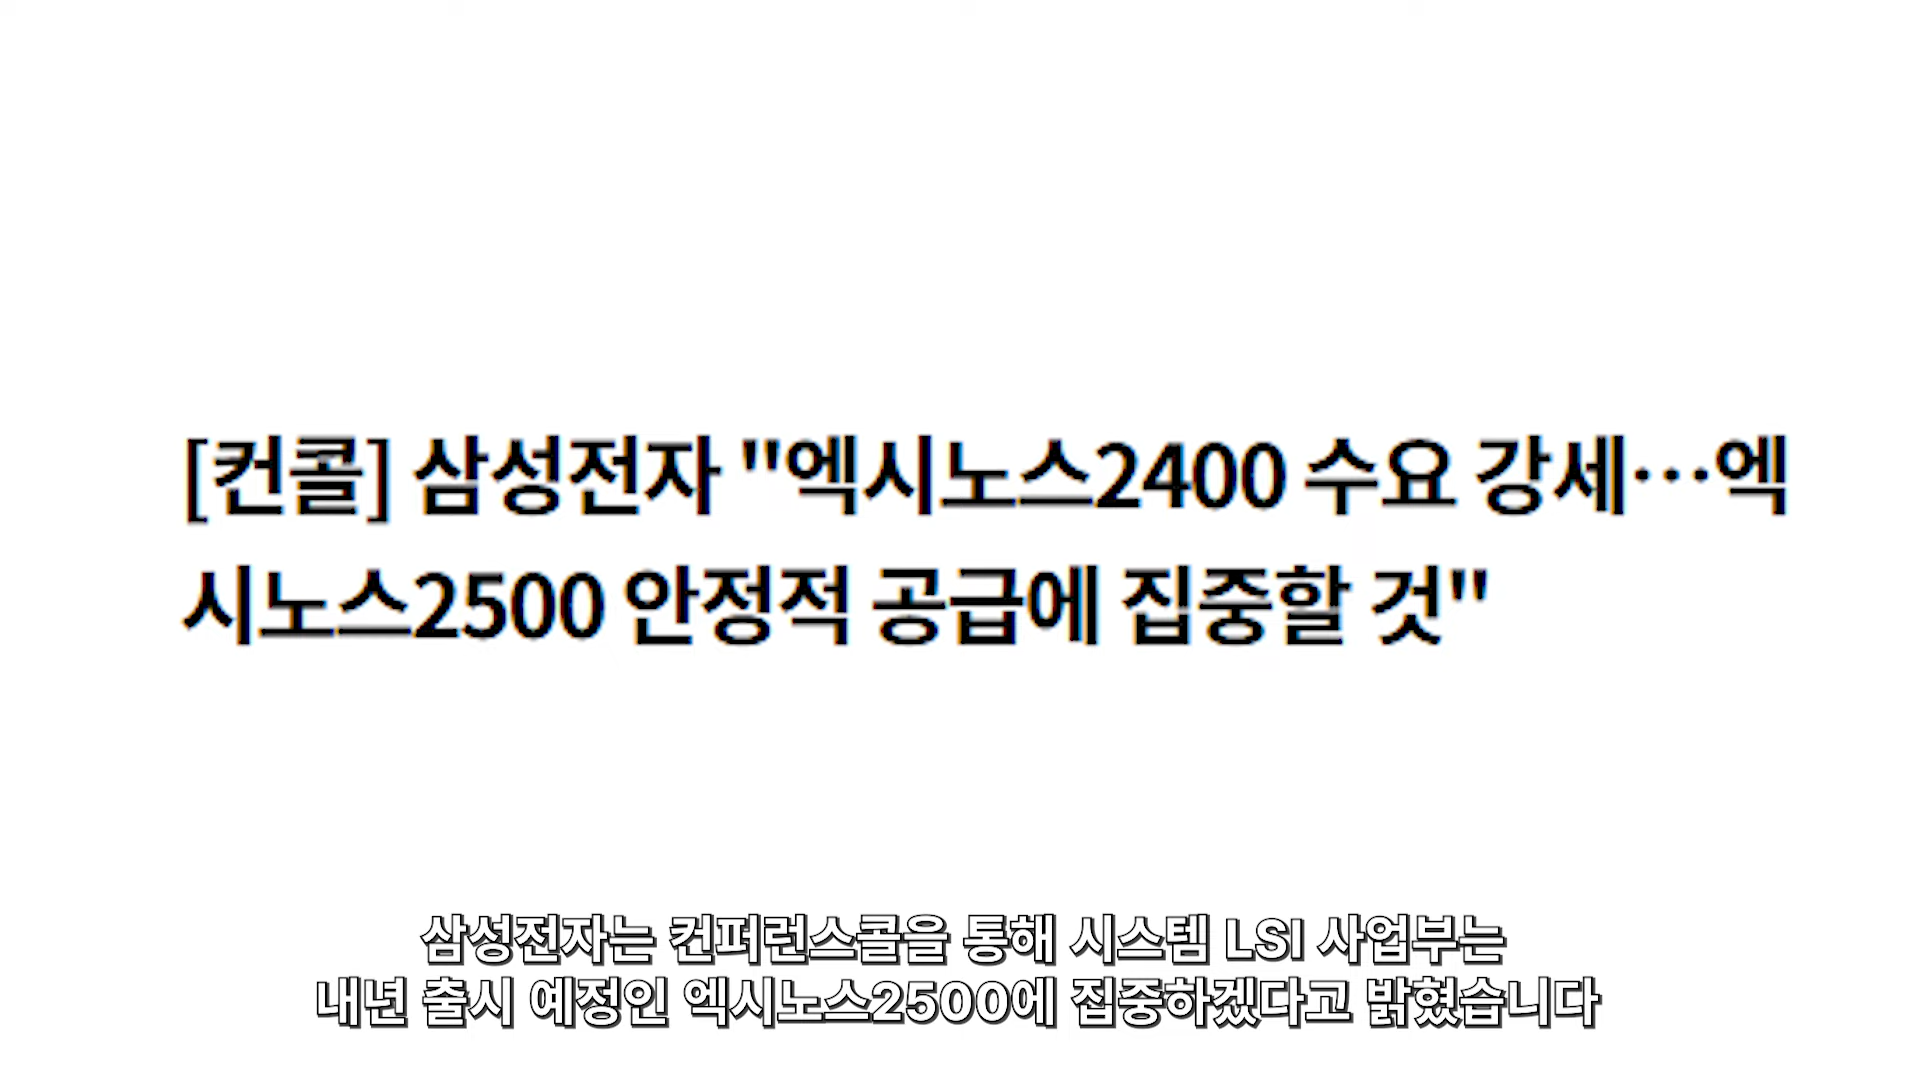 [컨콜] 삼성전자 "엑시노스2400 수요 강세…엑
시노스2500 안정적 공급에 집중할 것"
삼성전자는 컨퍼런스콜을 통해 시스템 LSI 사업부는
내년 출시 예정인 엑시노스2500에 집중하겠다고 밝혔습니다